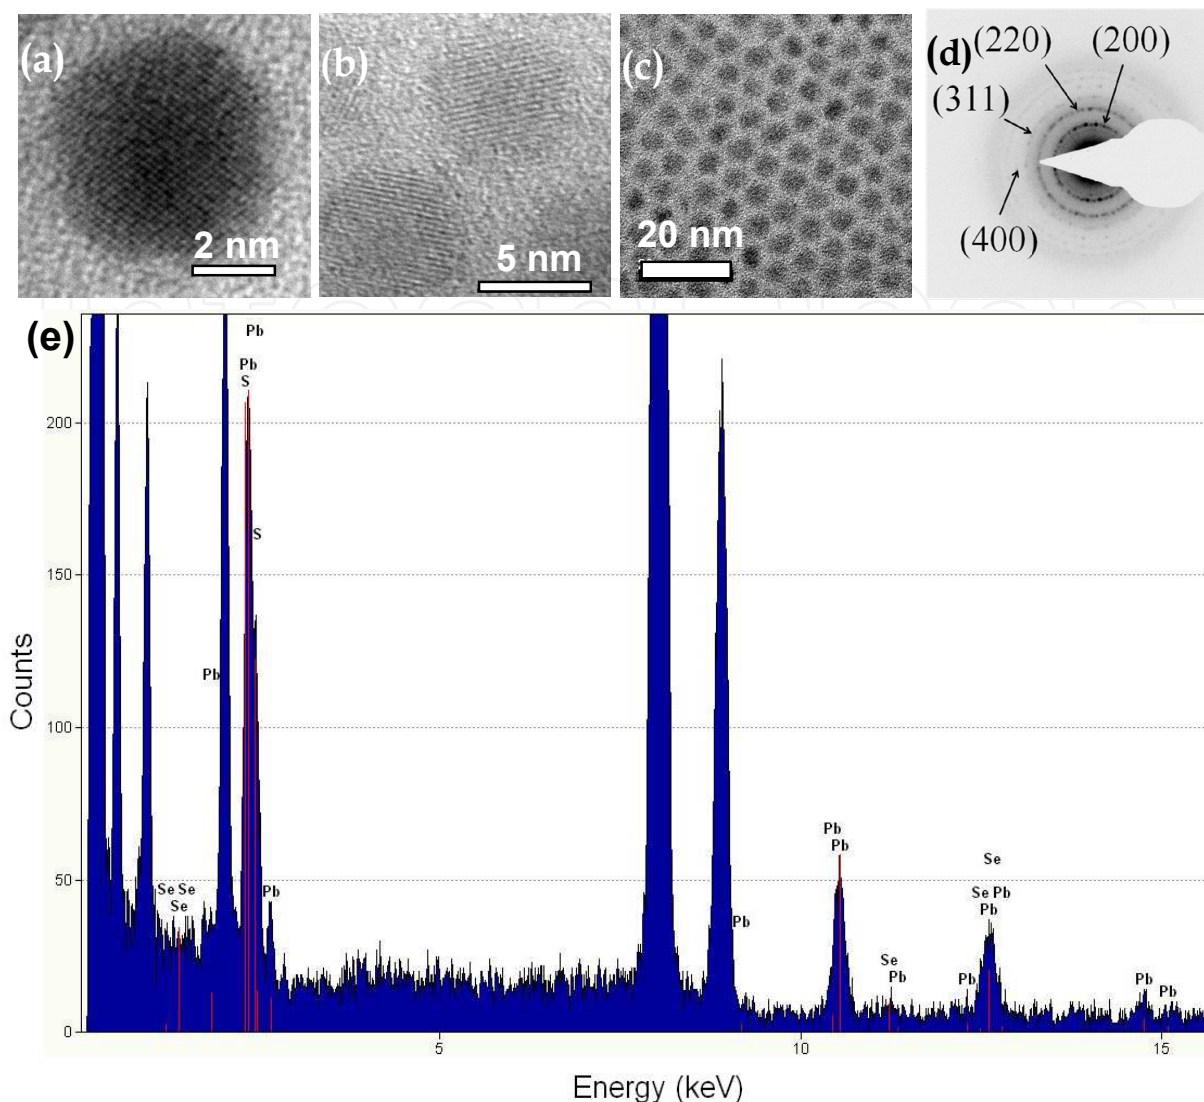 (a)
2 nm
(b)
5 nm
(c)
20 nm
(d)
(220) (200)
(311)
(400)
(e)
Pb
Pb
S
200
S
150
Pb
Counts
100
Pb
Pb
Se
50
Se Se
Pb
Se Pb
Se
Pb
Pb
Se
Pb
Pb
Pb
Pb
0
5
10
15
Energy (keV)